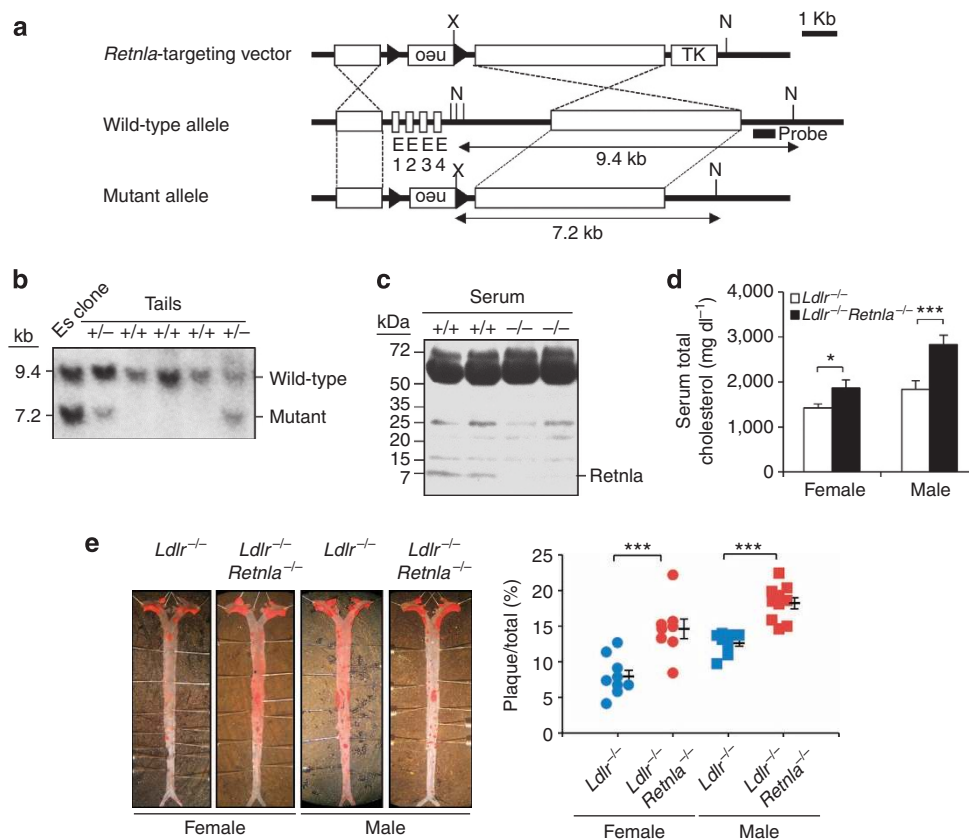 a
1 Kb
X
N
Retnla-targeting vector
neo
TK
N
N
Wild-type allele
Probe
E E E E
1 2 3 4
9.4 kb
X
N
Mutant allele
neo
7.2 kb
b
Es clone
Tails
kb
+/– +/+ +/+ +/+ +/–
9.4
Wild-type
7.2
Mutant
c
Serum
kDa
+/+ +/+ –/– –/–
72
50
35
25
20
15
7
Retnla
d
Ldlr–/–
Ldlr–/–Retnla–/–
Serum total
cholesterol (mg dl–1)
4,000
3,000
2,000
1,000
0
*
***
Female
Male
e
Ldlr–/–
Ldlr–/–
Retnla–/–
Ldlr–/–
Ldlr–/–
Retnla–/–
Female
Male
Plaque/total (%)
25
20
15
10
5
0
***
***
Ldlr–/–
Ldlr–/–
Retnla–/–
Ldlr–/–
Ldlr–/–
Retnla–/–
Female
Male